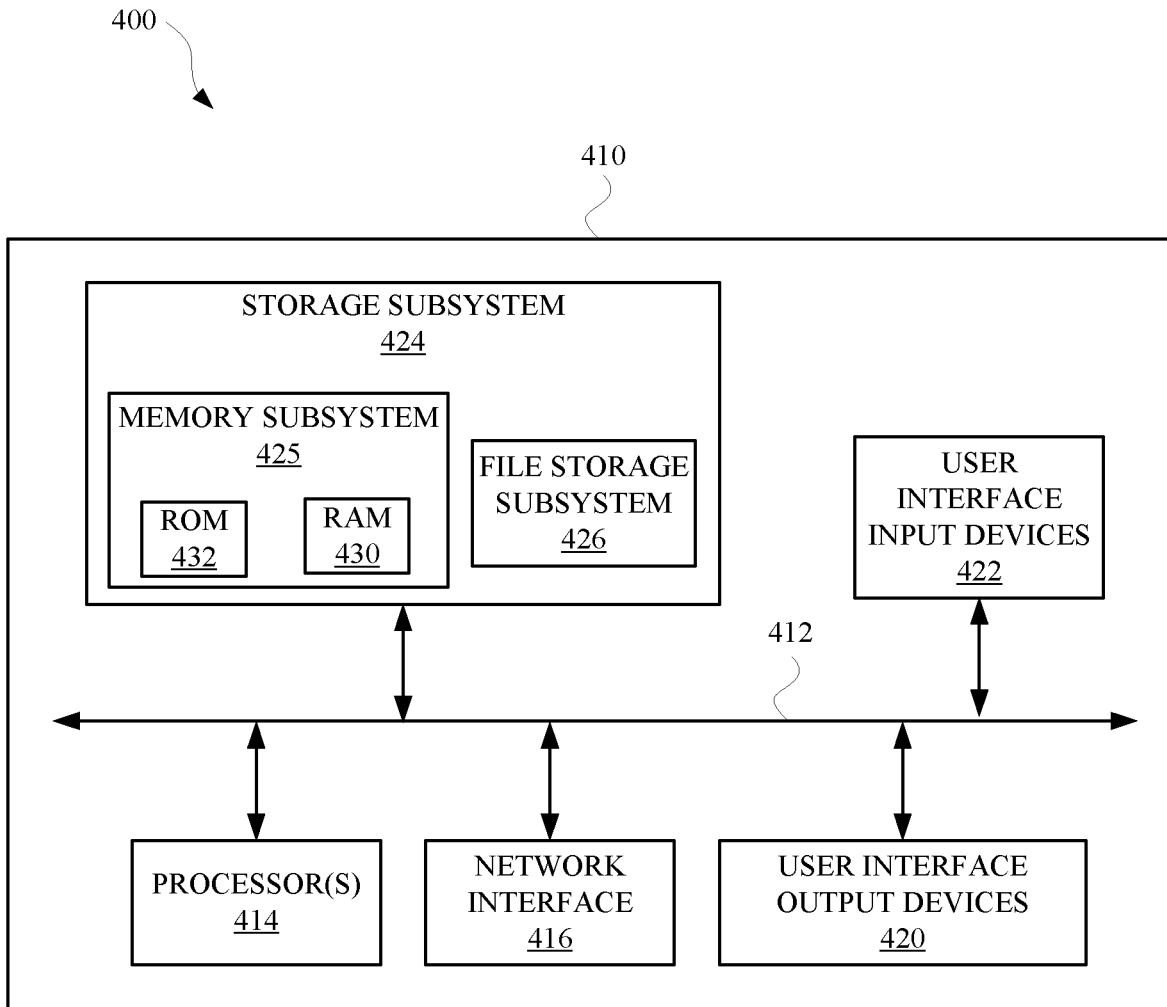 400
410
STORAGE SUBSYSTEM
424
MEMORY SUBSYSTEM
425
ROM
432
RAM
430
FILE STORAGE
SUBSYSTEM
426
USER
INTERFACE
INPUT DEVICES
422
412
PROCESSOR(S)
414
NETWORK
INTERFACE
416
USER INTERFACE
OUTPUT DEVICES
420